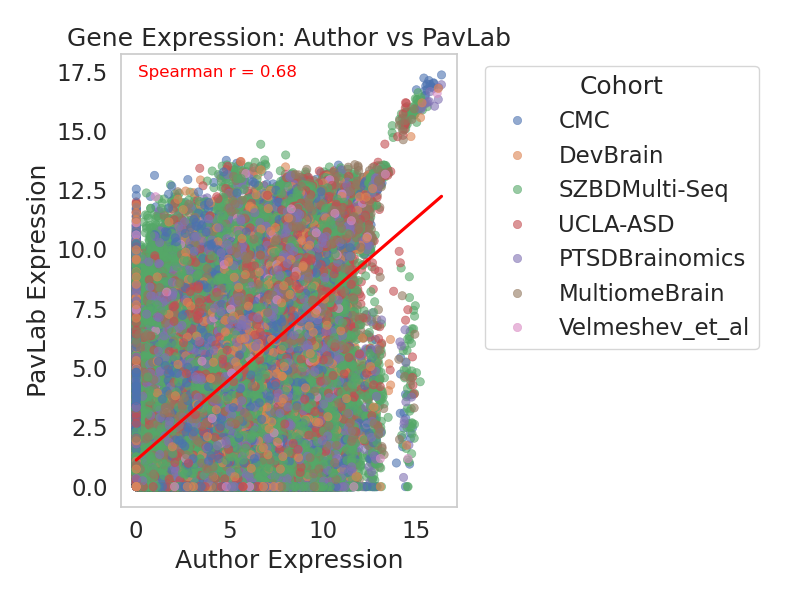 Gene Expression: Author vs PavLab
Spearman r = 0.68
PavLab Expression
17.5
15.0
12.5
10.0
7.5
5.0
2.5
0.0
0
5
10
15
Author Expression
Cohort
CMC
DevBrain
SZBDMulti-Seq
UCLA-ASD
PTSDBrainomics
MultiomeBrain
Velmeshev_et_al